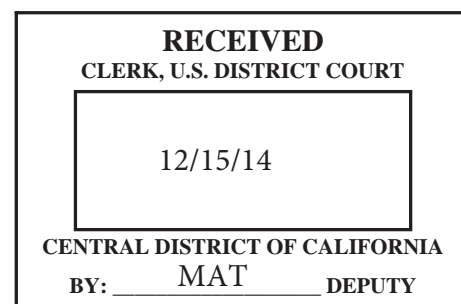 RECEIVED
CLERK, U.S. DISTRICT COURT
12/15/14
CENTRAL DISTRICT OF CALIFORNIA
BY: MAT DEPUTY